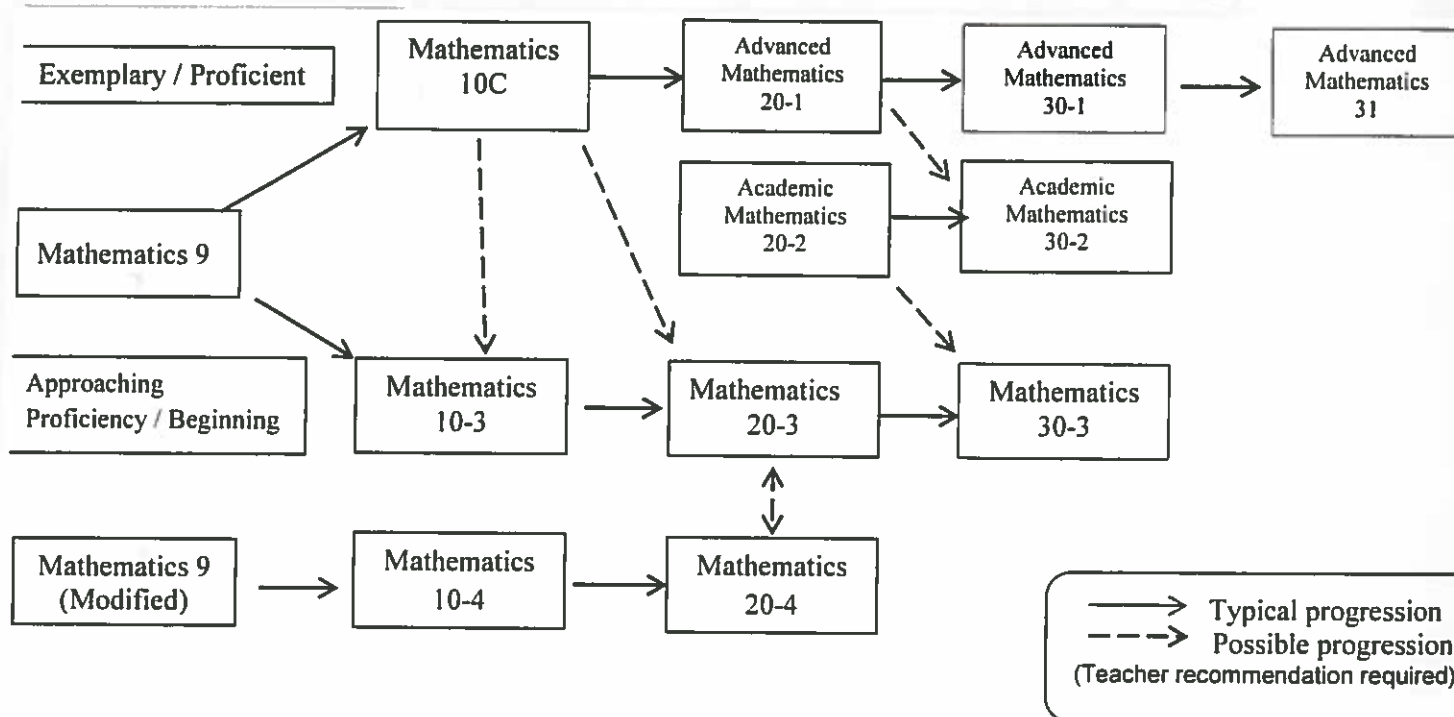 Exemplary / Proficient
Mathematics
10C
Advanced
Mathematics
20-1
Advanced
Mathematics
30-1
Advanced
Mathematics
31
Mathematics 9
Academic
Mathematics
20-2
Academic
Mathematics
30-2
Approaching
Proficiency / Beginning
Mathematics
10-3
Mathematics
20-3
Mathematics
30-3
Mathematics 9
(Modified)
Mathematics
10-4
Mathematics
20-4
Typical progression
Possible progression
(Teacher recommendation required)